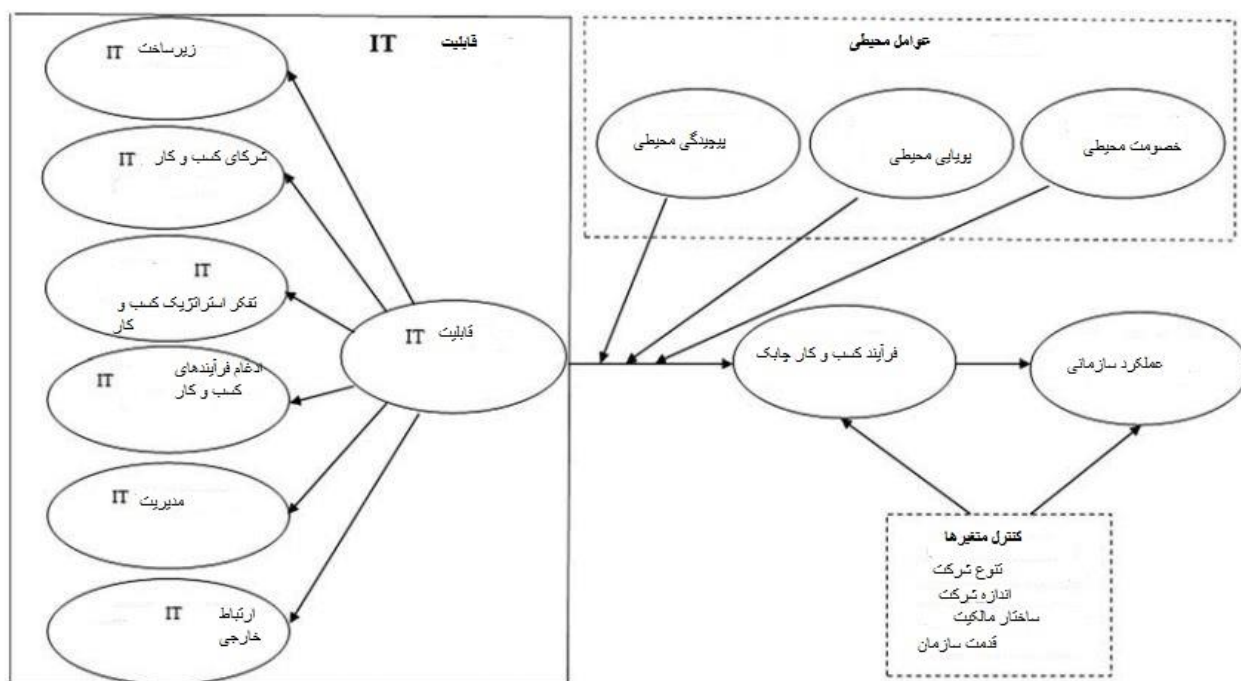 قابلیت IT
زیرساخت IT
شرکای کسب و کار IT
IT
تفکر استراتژیک کسب و
کار
ادغام فرآیندهای
کسب و کار IT
مدیریت IT
ارتباط
خارجی IT
قابلیت IT
عوامل محیطی
پیچیدگی محیطی
پویایی محیطی
خصومت محیطی
فرآیند کسب و کار چابک
عملکرد سازمانی
کنترل متغیرها
تنوع شرکت
اندازه شرکت
ساختار مالکیت
قدمت سازمان